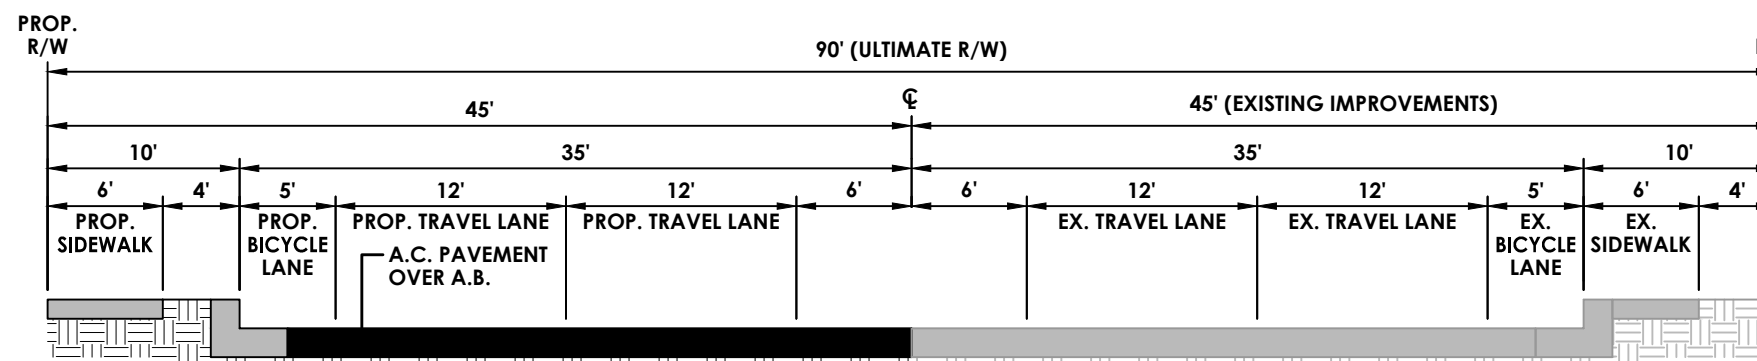 PROP.
R/W
90' (ULTIMATE R/W)
45'
℄
45' (EXISTING IMPROVEMENTS)
10'
35'
35'
10'
6'
4'
5'
12'
12'
6'
6'
12'
12'
5'
6'
4'
PROP.
SIDEWALK
PROP.
BICYCLE
LANE
PROP. TRAVEL LANE
PROP. TRAVEL LANE
EX. TRAVEL LANE
EX. TRAVEL LANE
EX.
BICYCLE
LANE
EX.
SIDEWALK
A.C. PAVEMENT
OVER A.B.